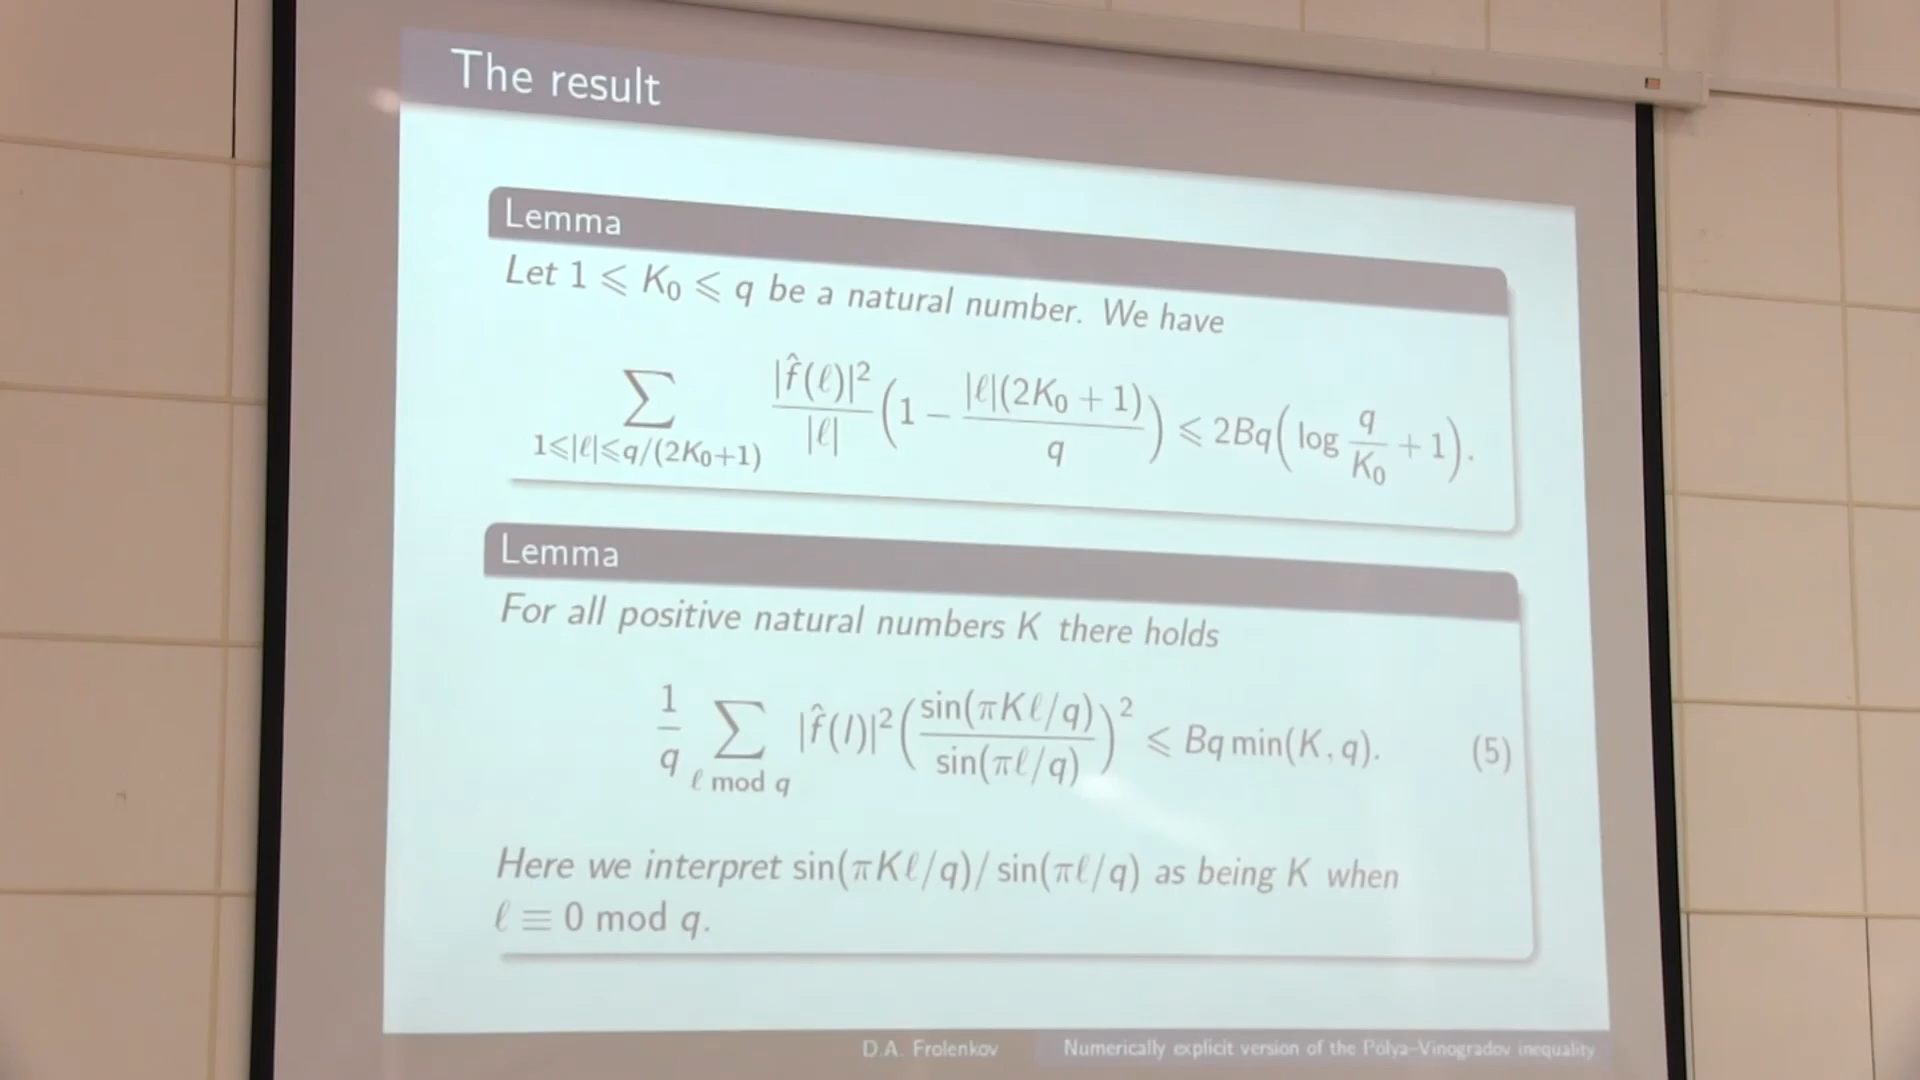 The result
Lemma
Let 1 ⩽ K₀ ⩽ q be a natural number. We have
∑_{1⩽|ℓ|⩽q/(2K₀+1)} |f̂(ℓ)|²/|ℓ| (1 − |ℓ|(2K₀ + 1)/q) ⩽ 2Bq(log q/K₀ + 1).
Lemma
For all positive natural numbers K there holds
1/q ∑_{ℓ mod q} |f̂(l)|² (sin(πKℓ/q)/sin(πℓ/q))² ⩽ Bq min(K, q). (5)
Here we interpret sin(πKℓ/q)/ sin(πℓ/q) as being K when
ℓ ≡ 0 mod q.
D.A. Frolenkov Numerically explicit version of the Pólya–Vinogradov inequality